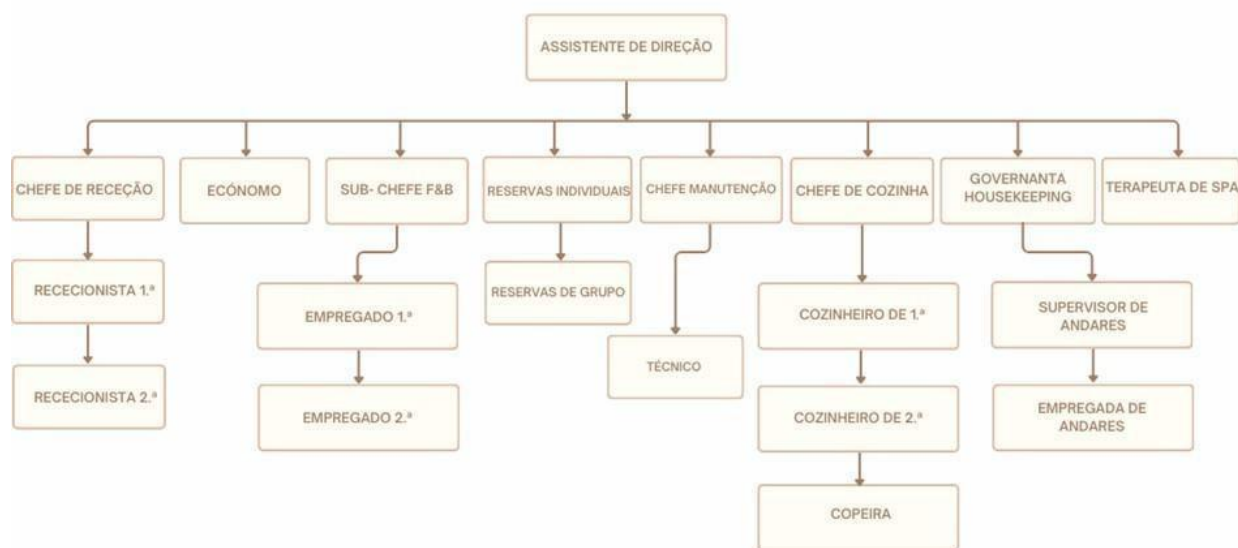 ASSISTENTE DE DIREÇÃO
CHEFE DE RECEÇÃO
ECÓNOMO
SUB- CHEFE F&B
RESERVAS INDIVIDUAIS
CHEFE MANUTENÇÃO
CHEFE DE COZINHA
GOVERNANTA
HOUSEKEEPING
TERAPEUTA DE SPA
RECECIONISTA 1.ª
EMPREGADO 1.ª
RESERVAS DE GRUPO
TÉCNICO
COZINHEIRO DE 1.ª
SUPERVISOR DE
ANDARES
RECECIONISTA 2.ª
EMPREGADO 2.ª
COZINHEIRO DE 2.ª
EMPREGADA DE
ANDARES
COPEIRA